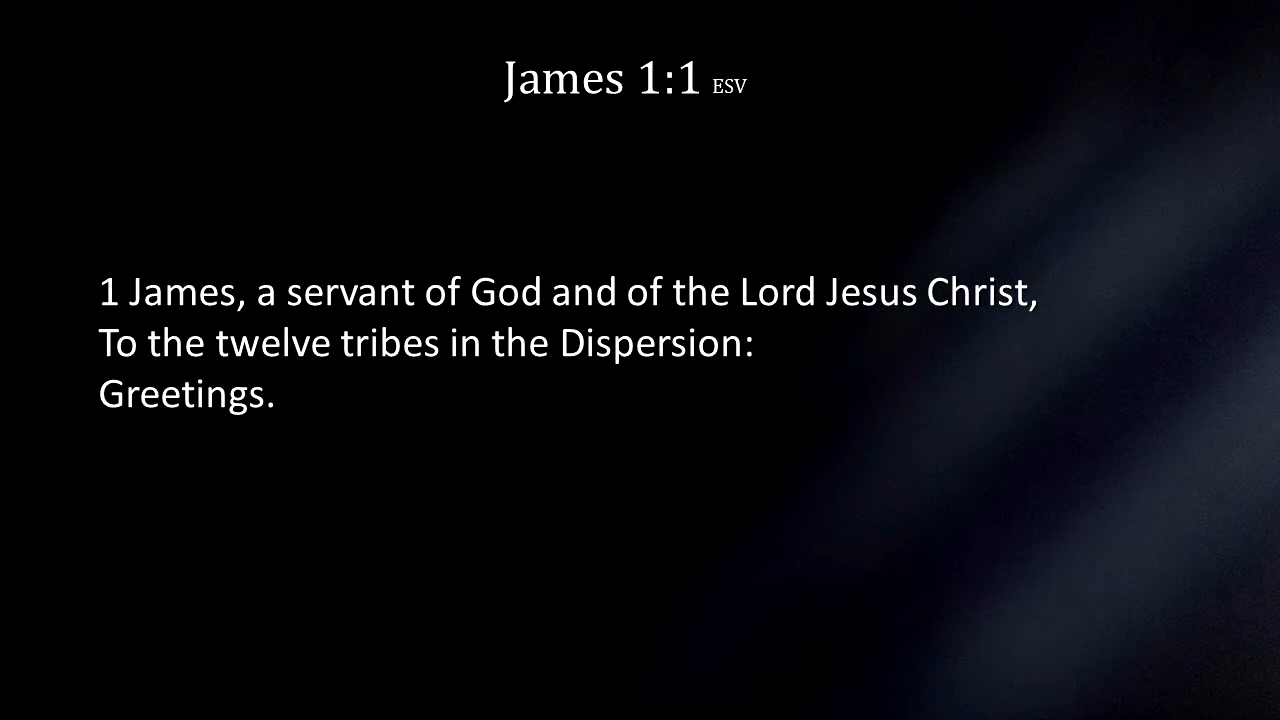 James 1:1 ESV
1 James, a servant of God and of the Lord Jesus Christ,
To the twelve tribes in the Dispersion:
Greetings.